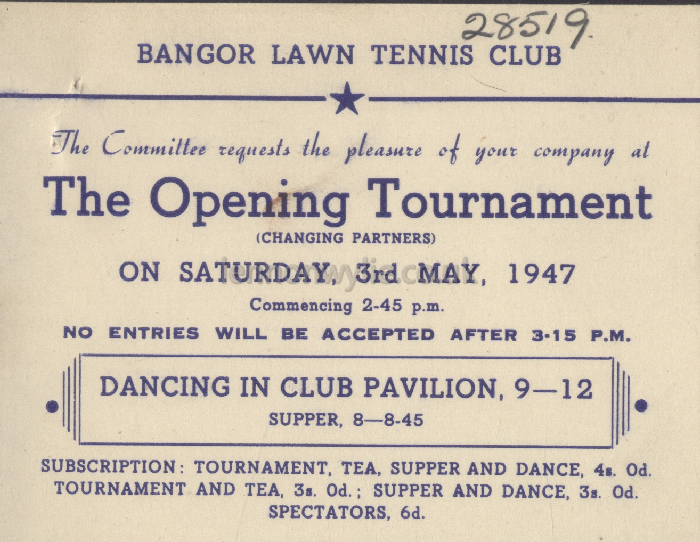 28519.
BANGOR LAWN TENNIS CLUB
The Committee requests the pleasure of your company at
The Opening Tournament
(CHANGING PARTNERS)
ON SATURDAY, 3rd MAY, 1947
Commencing 2-45 p.m.
NO ENTRIES WILL BE ACCEPTED AFTER 3·15 P.M.
DANCING IN CLUB PAVILION, 9—12
SUPPER, 8—8-45
SUBSCRIPTION: TOURNAMENT, TEA, SUPPER AND DANCE, 4s. 0d.
TOURNAMENT AND TEA, 3s. 0d.; SUPPER AND DANCE, 3s. 0d.
SPECTATORS, 6d.